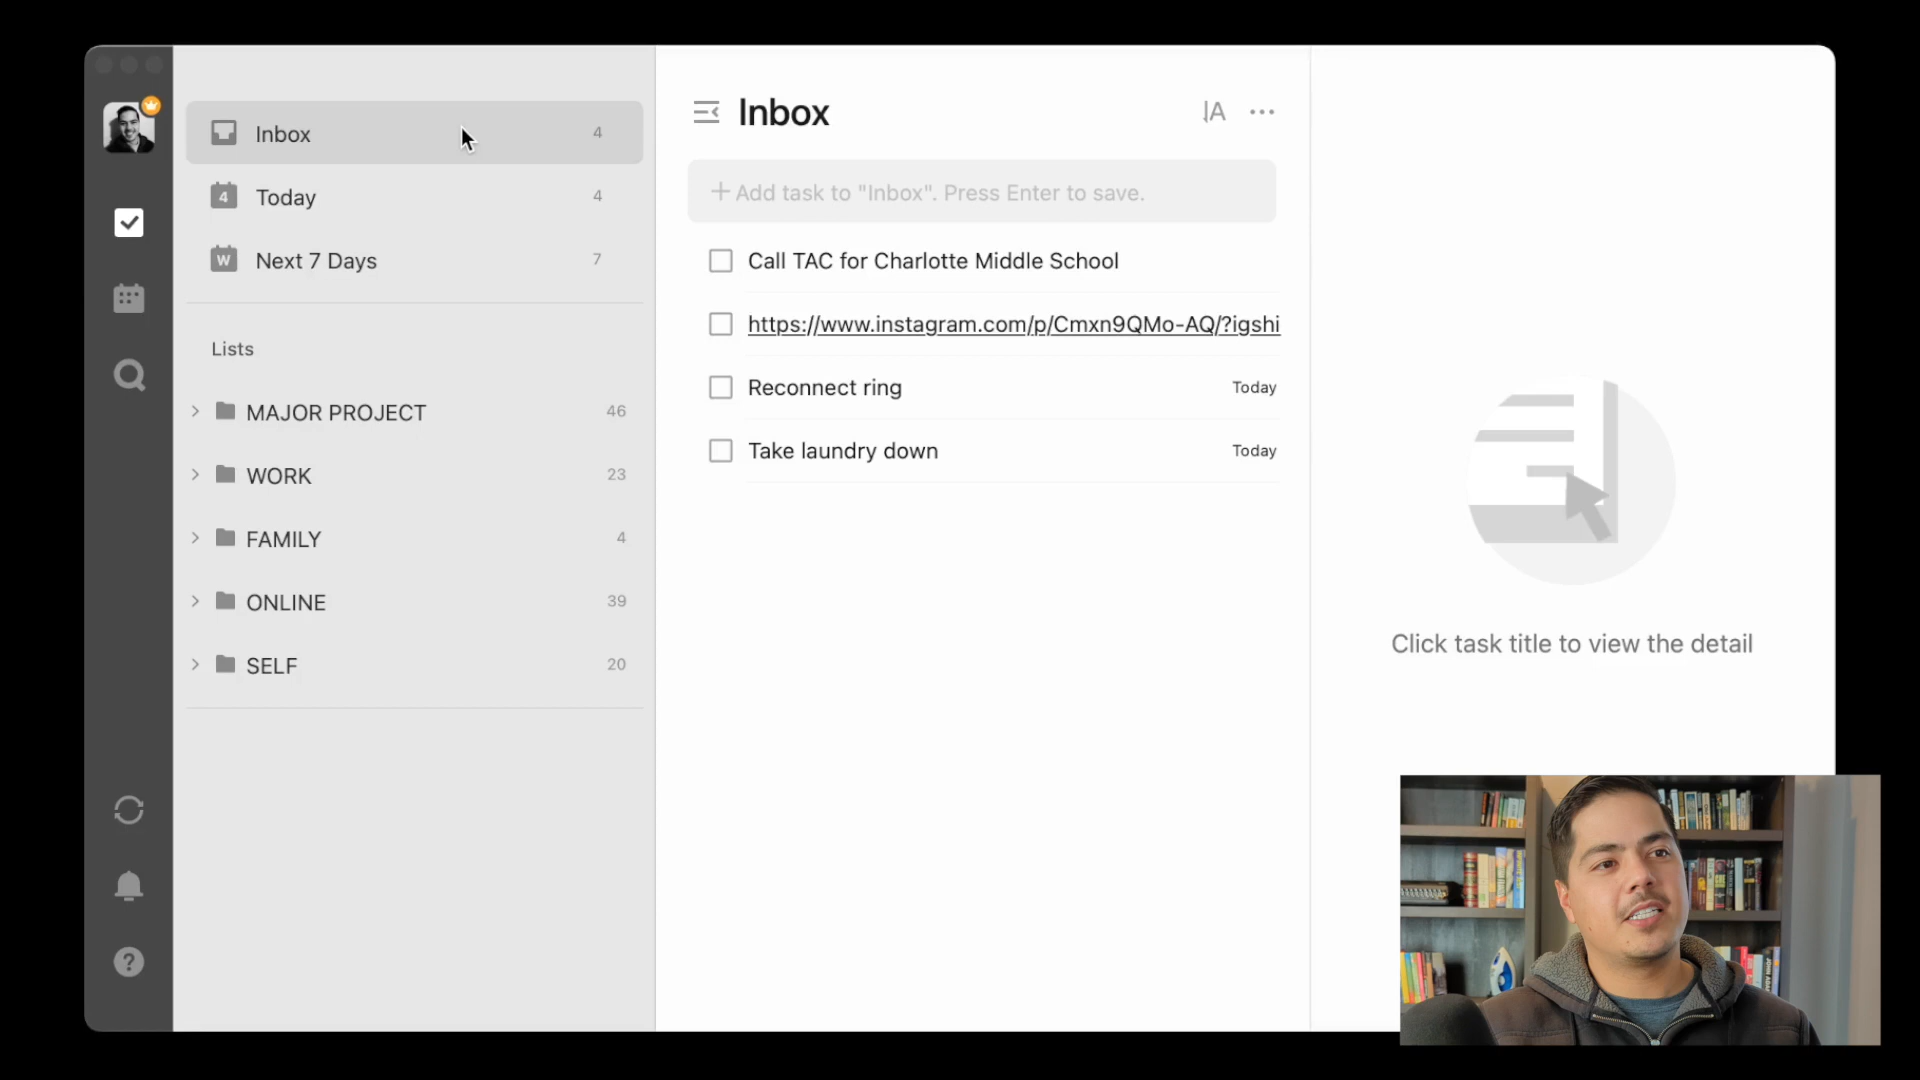 Inbox 4
4 Today 4
W Next 7 Days 7
Lists
MAJOR PROJECT 46
WORK 23
FAMILY 4
ONLINE 39
SELF 20
?
Inbox
A
+ Add task to "Inbox". Press Enter to save.
Call TAC for Charlotte Middle School
https://www.instagram.com/p/Cmxn9QMo-AQ/?igshi
Reconnect ring Today
Take laundry down Today
Click task title to view the detail